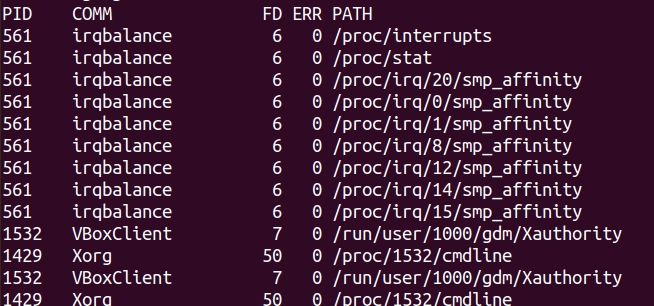 PID COMM FD ERR PATH
561 irqbalance 6 0 /proc/interrupts
561 irqbalance 6 0 /proc/stat
561 irqbalance 6 0 /proc/irq/20/smp_affinity
561 irqbalance 6 0 /proc/irq/0/smp_affinity
561 irqbalance 6 0 /proc/irq/1/smp_affinity
561 irqbalance 6 0 /proc/irq/8/smp_affinity
561 irqbalance 6 0 /proc/irq/12/smp_affinity
561 irqbalance 6 0 /proc/irq/14/smp_affinity
561 irqbalance 6 0 /proc/irq/15/smp_affinity
1532 VBoxClient 7 0 /run/user/1000/gdm/Xauthority
1429 Xorg 50 0 /proc/1532/cmdline
1532 VBoxClient 7 0 /run/user/1000/gdm/Xauthority
1429 Xorg 50 0 /proc/1532/cmdline